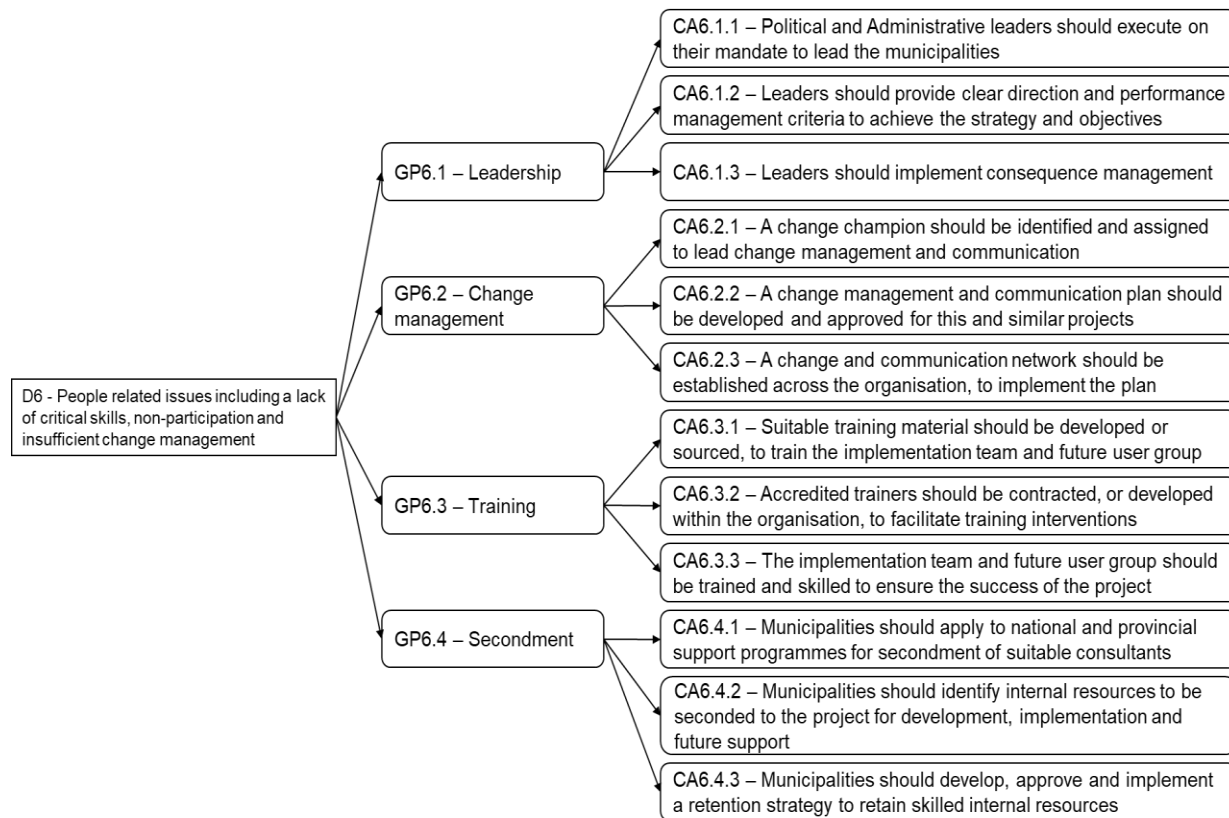 D6 - People related issues including a lack
of critical skills, non-participation and
insufficient change management
GP6.1 – Leadership
CA6.1.1 – Political and Administrative leaders should execute on
their mandate to lead the municipalities
CA6.1.2 – Leaders should provide clear direction and performance
management criteria to achieve the strategy and objectives
CA6.1.3 – Leaders should implement consequence management
GP6.2 – Change
management
CA6.2.1 – A change champion should be identified and assigned
to lead change management and communication
CA6.2.2 – A change management and communication plan should
be developed and approved for this and similar projects
CA6.2.3 – A change and communication network should be
established across the organisation, to implement the plan
GP6.3 – Training
CA6.3.1 – Suitable training material should be developed or
sourced, to train the implementation team and future user group
CA6.3.2 – Accredited trainers should be contracted, or developed
within the organisation, to facilitate training interventions
CA6.3.3 – The implementation team and future user group should
be trained and skilled to ensure the success of the project
GP6.4 – Secondment
CA6.4.1 – Municipalities should apply to national and provincial
support programmes for secondment of suitable consultants
CA6.4.2 – Municipalities should identify internal resources to be
seconded to the project for development, implementation and
future support
CA6.4.3 – Municipalities should develop, approve and implement
a retention strategy to retain skilled internal resources